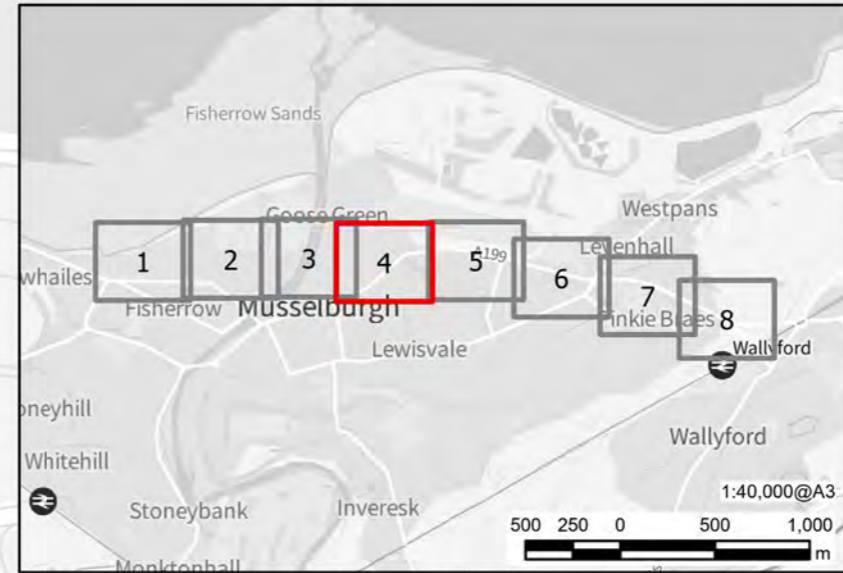 Fisherrow Sands
Westpans
Goose Green
Levenhall
A199
1
2
3
4
5
6
7
8
whailes
Fisherrow
Musselburgh
inkie Braes
Wallyford
Lewisvale
oneyhill
Wallyford
Whitehill
1:40,000@A3
Stoneybank
Inveresk
500 250 0 500 1,000
m
Monktonhall